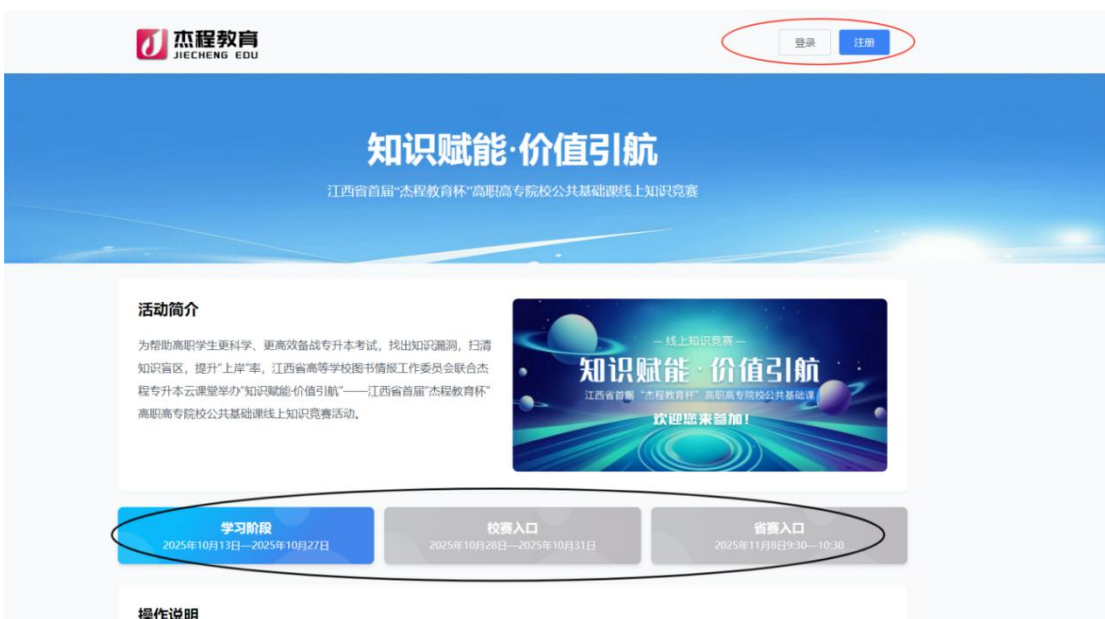 杰程教育
JIECHENG EDU
登录
注册
知识赋能·价值引航
江西省首届“杰程教育杯”高职高专院校公共基础课线上知识竞赛
活动简介
为帮助高职学生更科学、更高效备战专升本考试，找出知识漏洞，扫清
知识盲区，提升“上岸”率，江西省高等学校图书情报工作委员会联合杰
程专升本云课堂举办“知识赋能·价值引航”——江西省首届“杰程教育杯”
高职高专院校公共基础课线上知识竞赛活动。
— 线上知识竞赛 —
知识赋能·价值引航
江西省首届“杰程教育杯”高职高专院校公共基础课
欢迎您来参加！
学习阶段
2025年10月13日—2025年10月27日
校赛入口
2025年10月28日—2025年10月31日
省赛入口
2025年11月8日9:30—10:30
操作说明